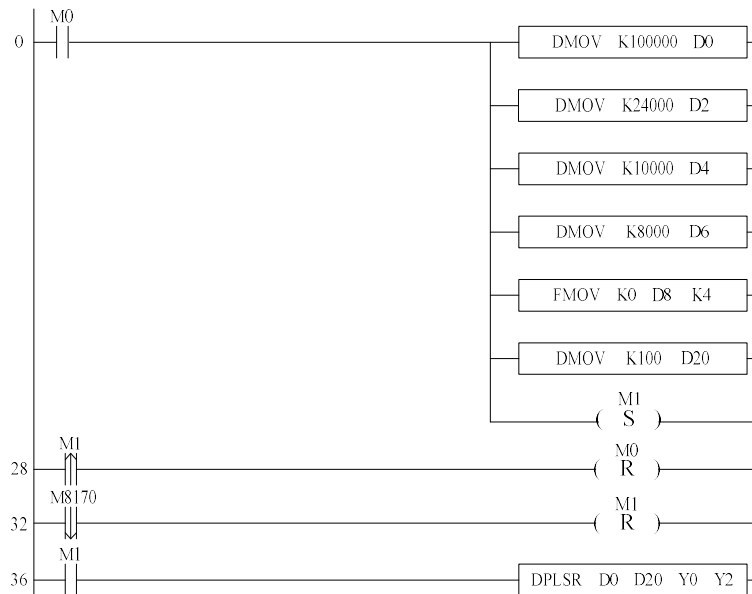 M0
0
DMOV K100000 D0
DMOV K24000 D2
DMOV K10000 D4
DMOV K8000 D6
FMOV K0 D8 K4
DMOV K100 D20
M1
( S )
M1
M0
28
( R )
M8170
M1
32
( R )
M1
36
DPLSR D0 D20 Y0 Y2